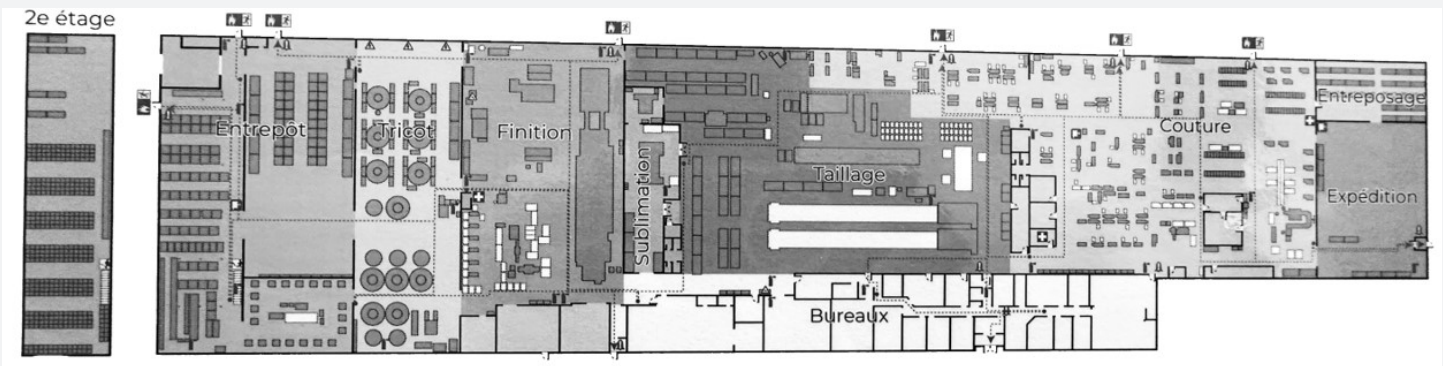 2e étage
Entrepôt
Tricot
Finition
Sublimation
Taillage
Couture
Entreposage
Expédition
Bureaux